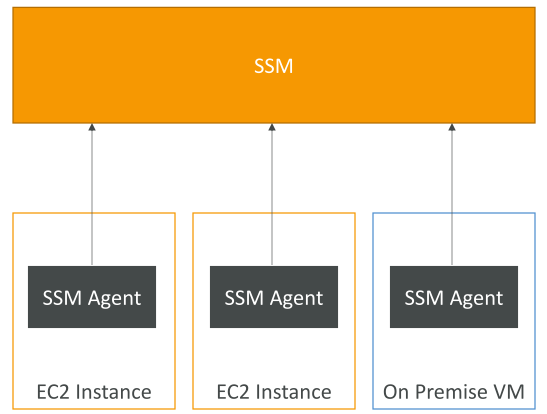 SSM
SSM Agent
SSM Agent
SSM Agent
EC2 Instance
EC2 Instance
On Premise VM